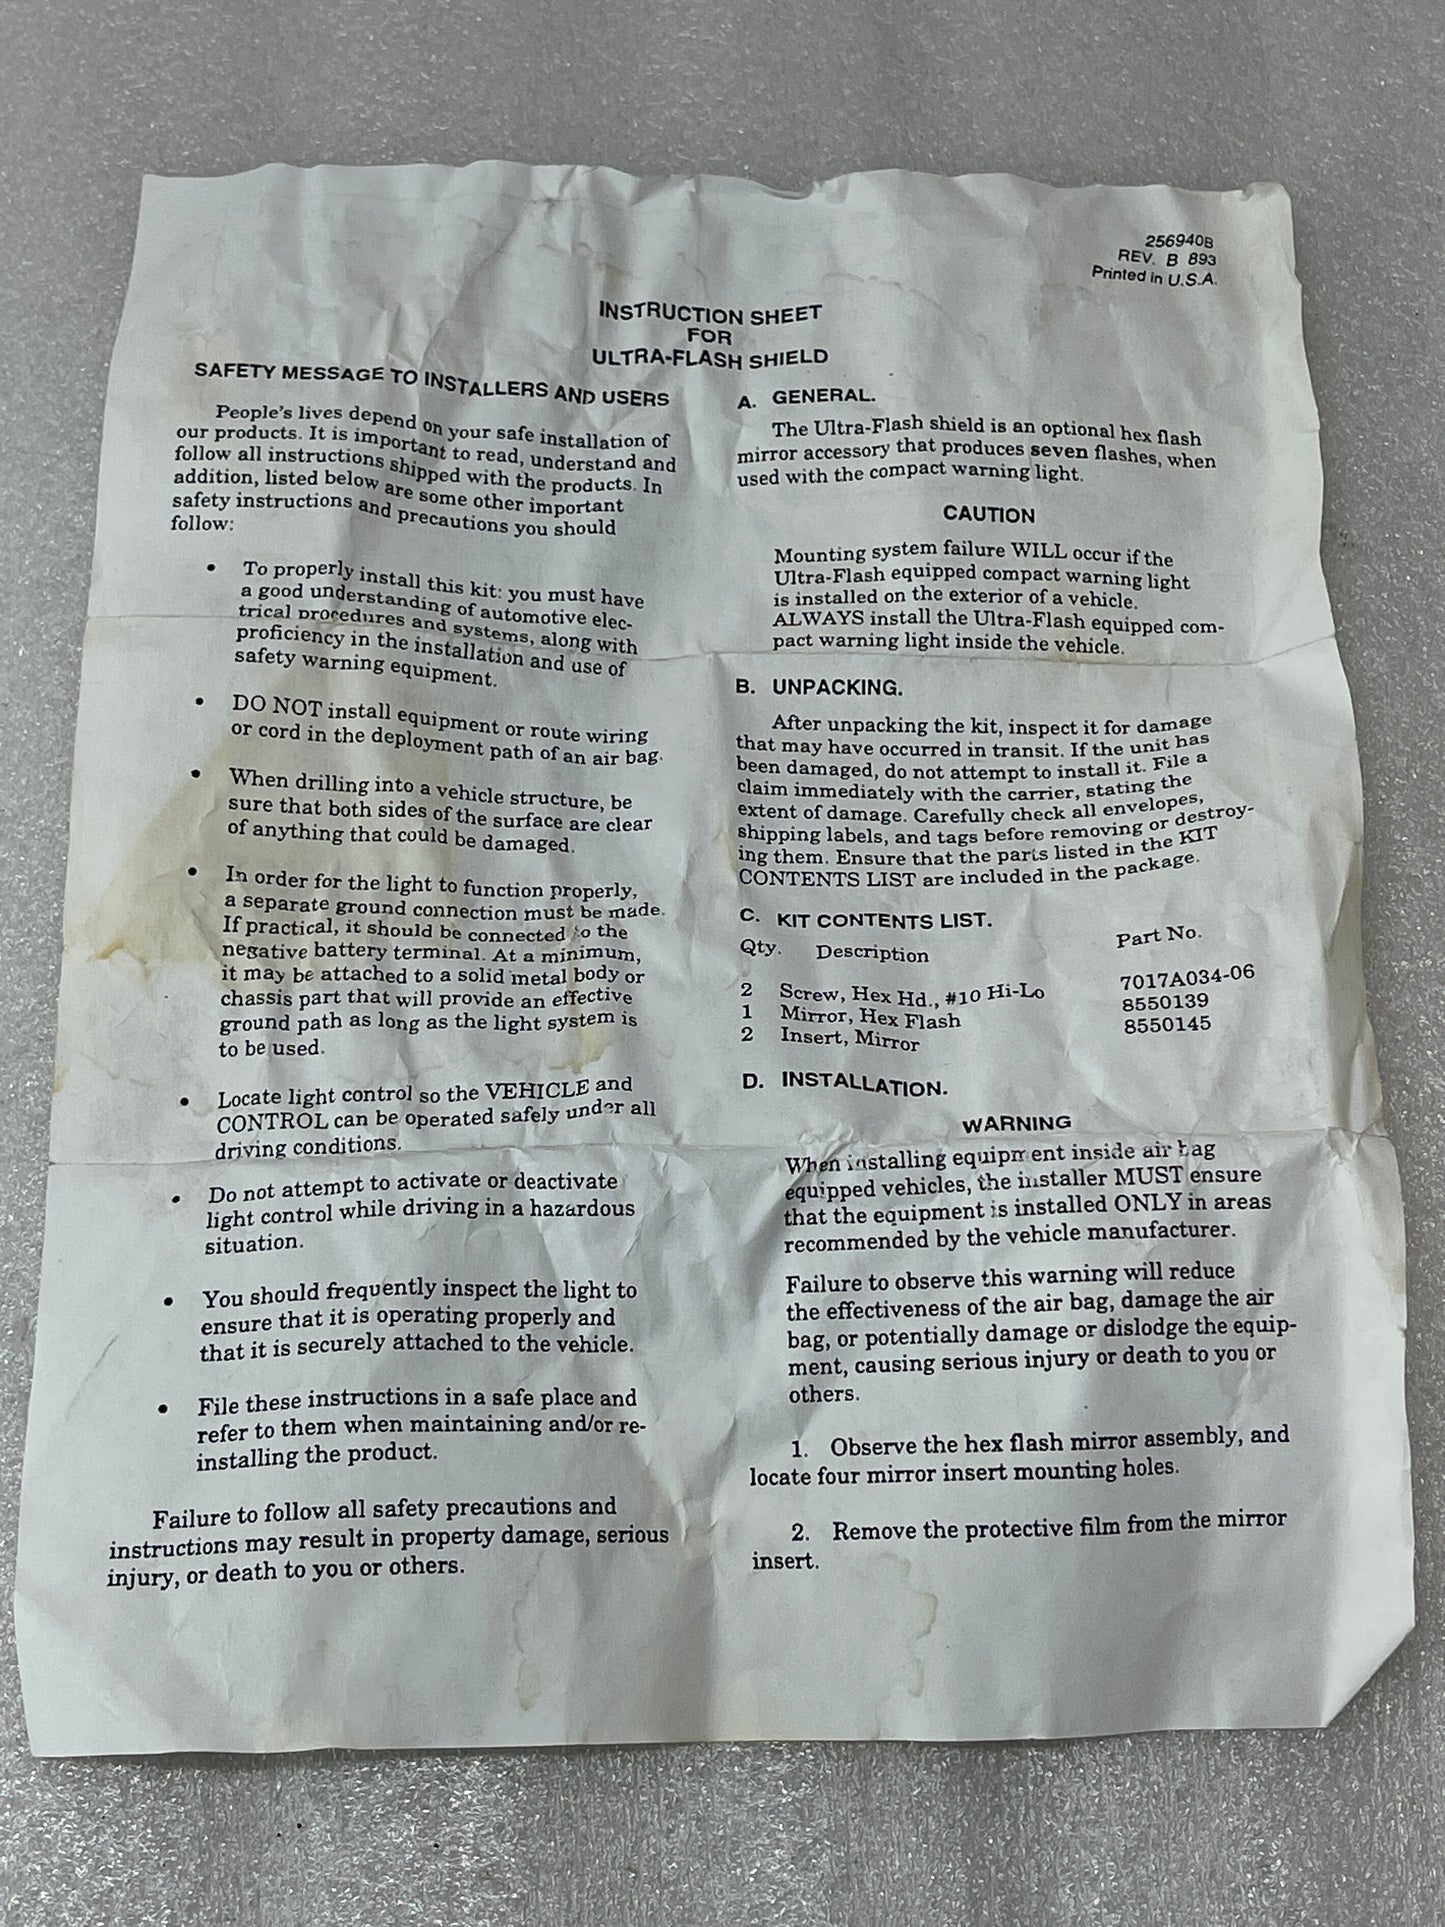 256940B
REV. B 893
Printed in U.S.A.
INSTRUCTION SHEET
FOR
ULTRA-FLASH SHIELD
SAFETY MESSAGE TO INSTALLERS AND USERS
People's lives depend on your safe installation of
our products. It is important to read, understand and
follow all instructions shipped with the products. In
addition, listed below are some other important
safety instructions and precautions you should
follow:
• To properly install this kit: you must have
a good understanding of automotive elec-
trical procedures and systems, along with
proficiency in the installation and use of
safety warning equipment.
• DO NOT install equipment or route wiring
or cord in the deployment path of an air bag.
• When drilling into a vehicle structure, be
sure that both sides of the surface are clear
of anything that could be damaged.
• In order for the light to function properly,
a separate ground connection must be made.
If practical, it should be connected to the
negative battery terminal. At a minimum,
it may be attached to a solid metal body or
chassis part that will provide an effective
ground path as long as the light system is
to be used.
• Locate light control so the VEHICLE and
CONTROL can be operated safely under all
driving conditions.
• Do not attempt to activate or deactivate
light control while driving in a hazardous
situation.
• You should frequently inspect the light to
ensure that it is operating properly and
that it is securely attached to the vehicle.
• File these instructions in a safe place and
refer to them when maintaining and/or re-
installing the product.
Failure to follow all safety precautions and
instructions may result in property damage, serious
injury, or death to you or others.
A. GENERAL.
The Ultra-Flash shield is an optional hex flash
mirror accessory that produces seven flashes, when
used with the compact warning light.
CAUTION
Mounting system failure WILL occur if the
Ultra-Flash equipped compact warning light
is installed on the exterior of a vehicle.
ALWAYS install the Ultra-Flash equipped com-
pact warning light inside the vehicle.
B. UNPACKING.
After unpacking the kit, inspect it for damage
that may have occurred in transit. If the unit has
been damaged, do not attempt to install it. File a
claim immediately with the carrier, stating the
extent of damage. Carefully check all envelopes,
shipping labels, and tags before removing or destroy-
ing them. Ensure that the parts listed in the KIT
CONTENTS LIST are included in the package.
C. KIT CONTENTS LIST.
Qty. Description Part No.
2 Screw, Hex Hd., #10 Hi-Lo 7017A034-06
1 Mirror, Hex Flash 8550139
2 Insert, Mirror 8550145
D. INSTALLATION.
WARNING
When installing equipment inside air bag
equipped vehicles, the installer MUST ensure
that the equipment is installed ONLY in areas
recommended by the vehicle manufacturer.
Failure to observe this warning will reduce
the effectiveness of the air bag, damage the air
bag, or potentially damage or dislodge the equip-
ment, causing serious injury or death to you or
others.
1. Observe the hex flash mirror assembly, and
locate four mirror insert mounting holes.
2. Remove the protective film from the mirror
insert.